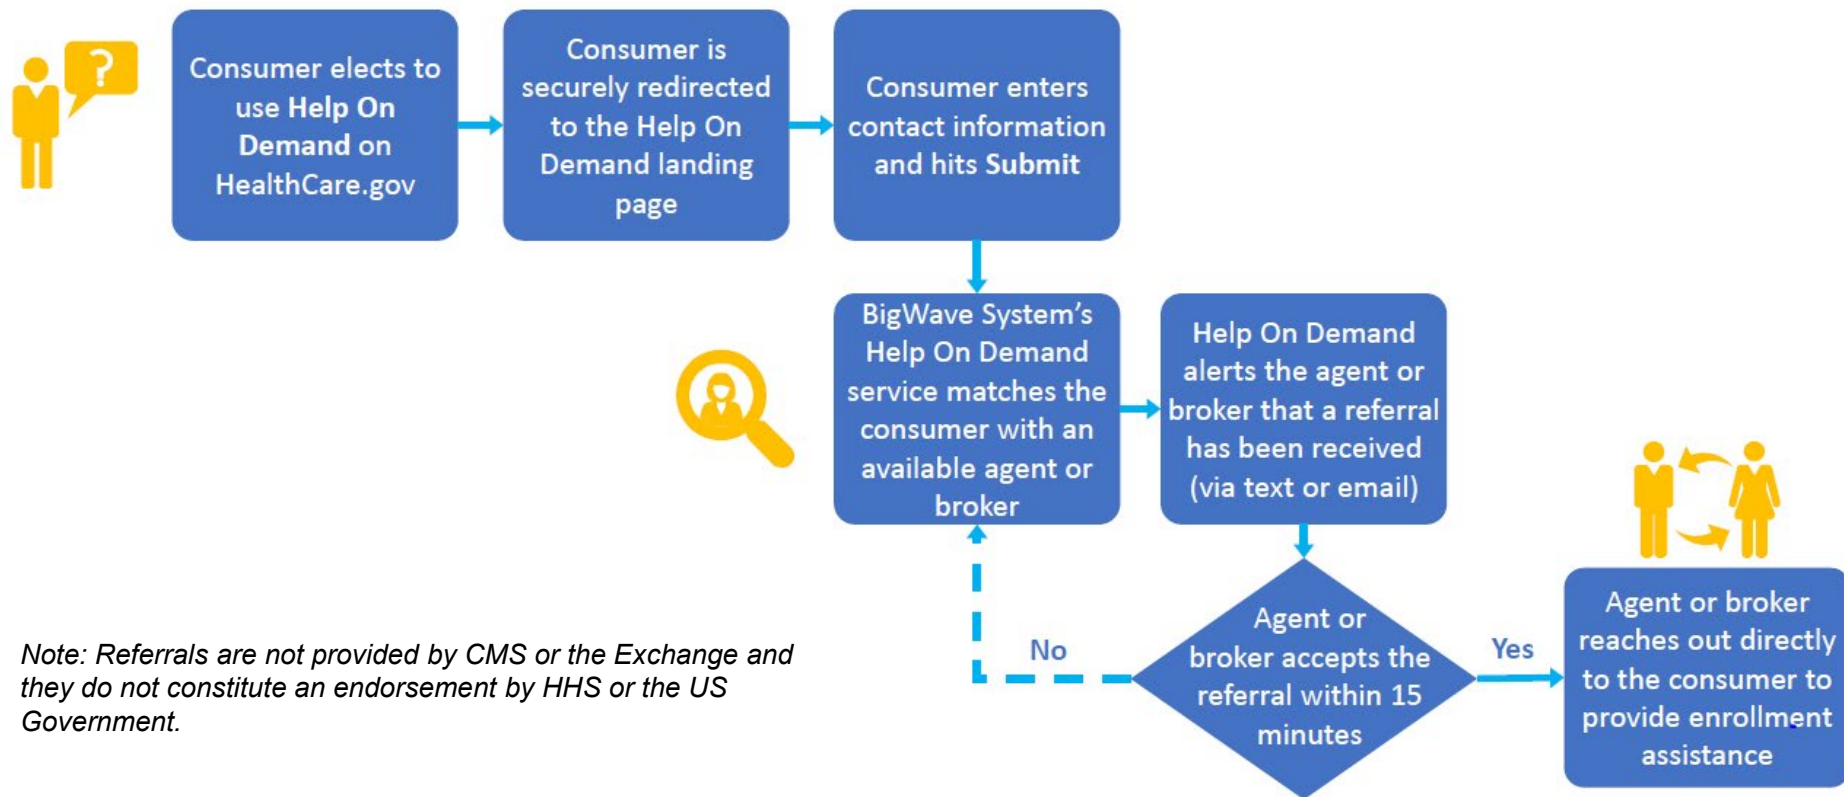 ?
Consumer elects to
use Help On
Demand on
HealthCare.gov
Consumer is
securely redirected
to the Help On
Demand landing
page
Consumer enters
contact information
and hits Submit
BigWave System’s
Help On Demand
service matches the
consumer with an
available agent or
broker
Help On Demand
alerts the agent or
broker that a referral
has been received
(via text or email)
Agent or
broker accepts the
referral within 15
minutes
No
Yes
Agent or broker
reaches out directly
to the consumer to
provide enrollment
assistance
Note: Referrals are not provided by CMS or the Exchange and
they do not constitute an endorsement by HHS or the US
Government.